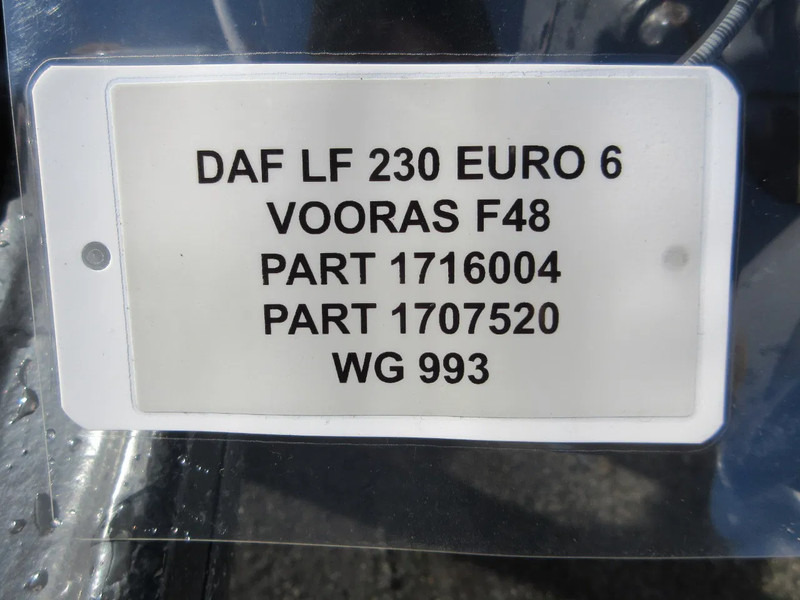 DAF LF 230 EURO 6
VOORAS F48
PART 1716004
PART 1707520
WG 993